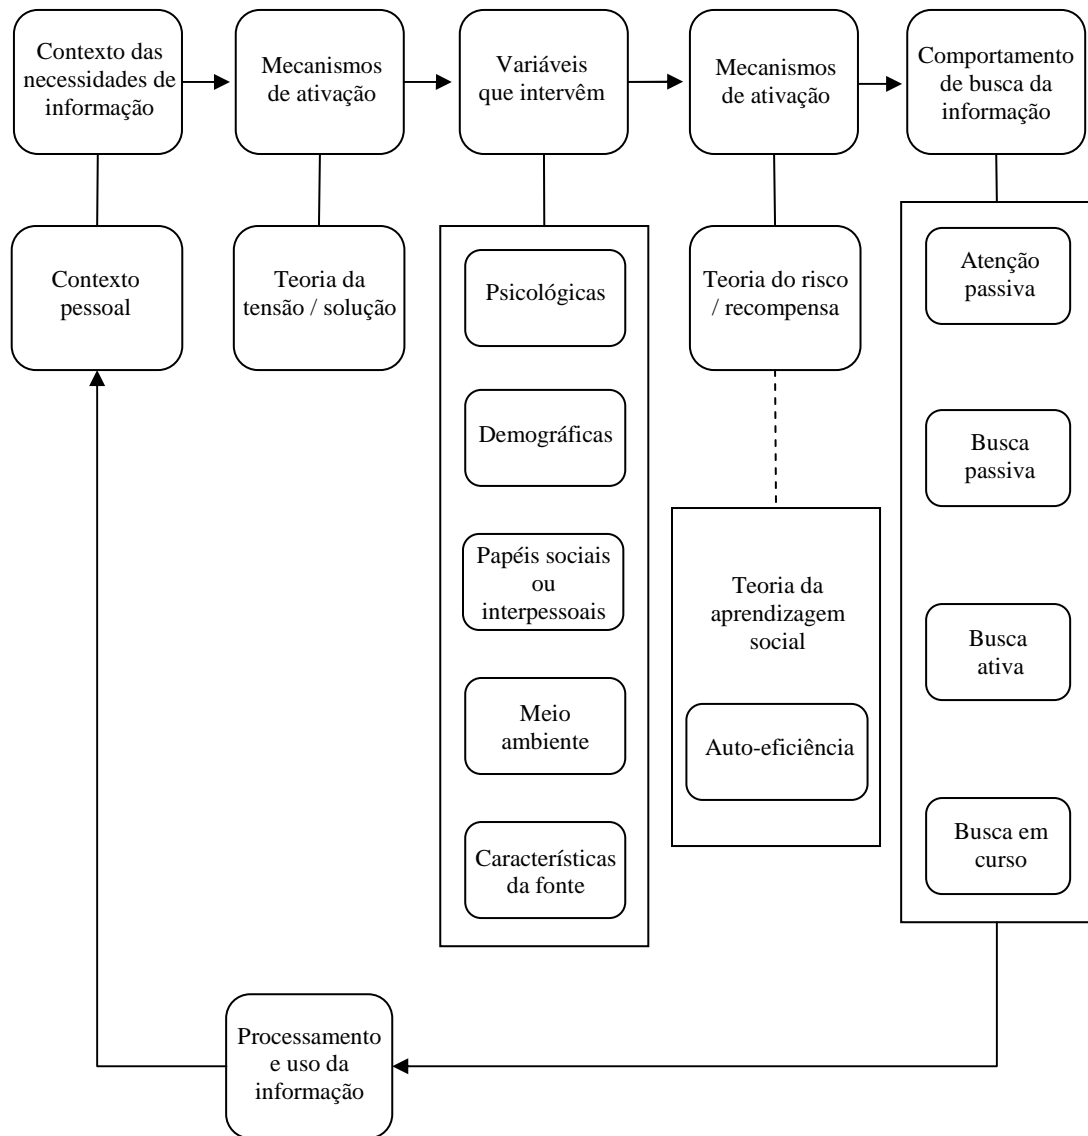 Contexto das
necessidades de
informação
Mecanismos
de ativação
Variáveis
que intervêm
Mecanismos
de ativação
Comportamento
de busca da
informação
Contexto
pessoal
Teoria da
tensão / solução
Psicológicas
Demográficas
Papéis sociais
ou
interpessoais
Meio
ambiente
Características
da fonte
Teoria do risco
/ recompensa
Teoria da
aprendizagem
social
Auto-eficiência
Atenção
passiva
Busca
passiva
Busca
ativa
Busca em
curso
Processamento
e uso da
informação